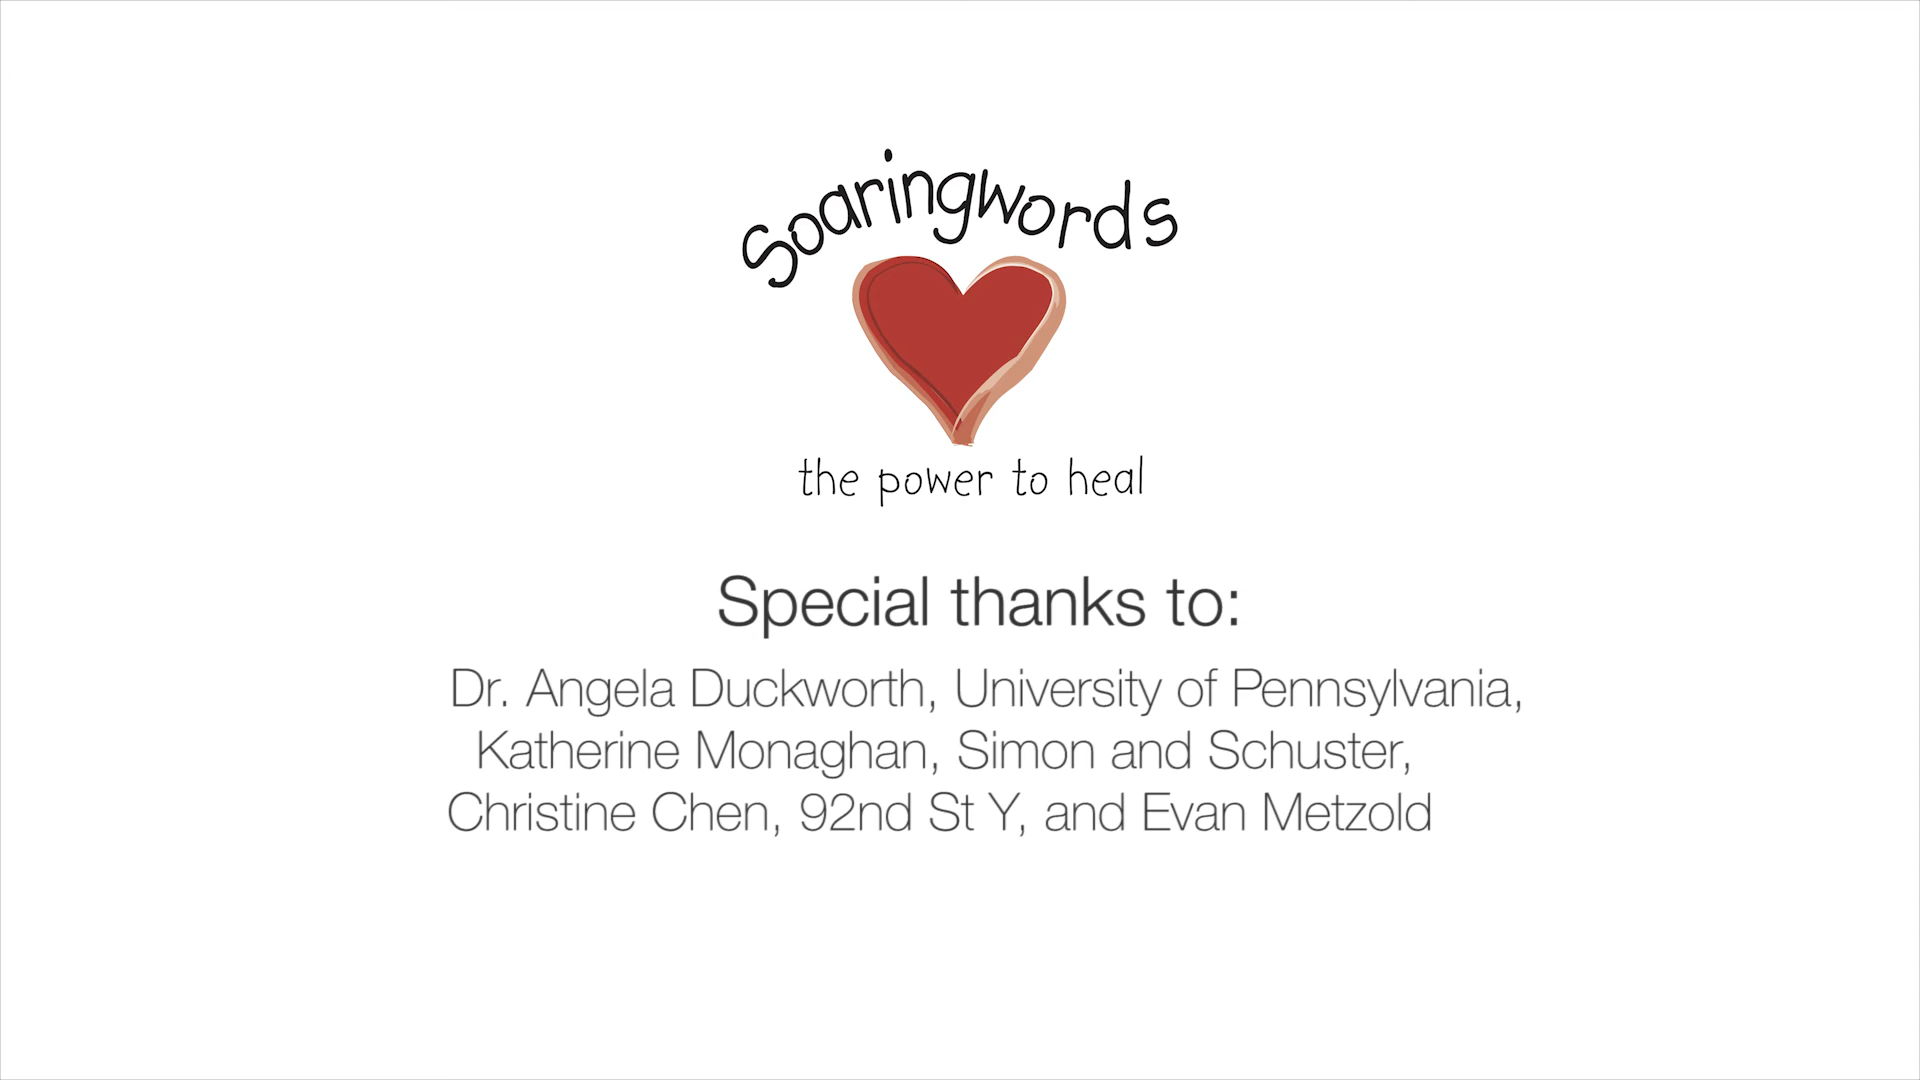 Soaringwords
the power to heal
Special thanks to:
Dr. Angela Duckworth, University of Pennsylvania,
Katherine Monaghan, Simon and Schuster,
Christine Chen, 92nd St Y, and Evan Metzold